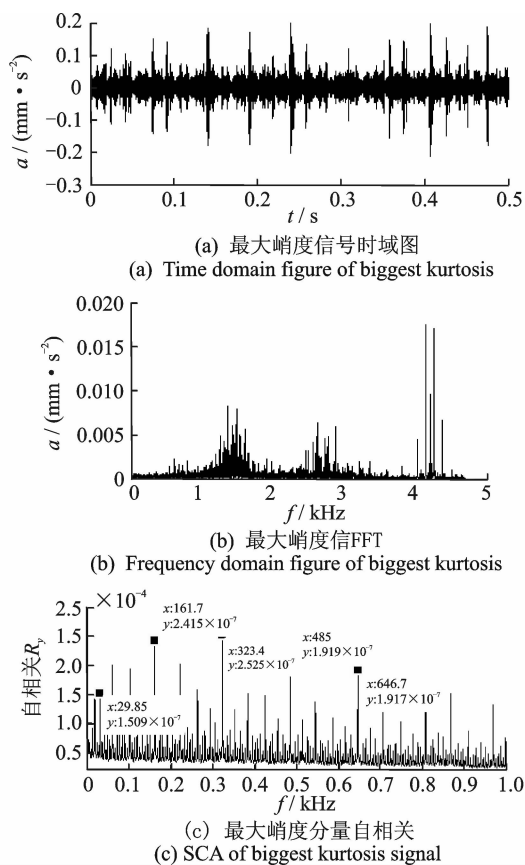 0.2
0.1
0
−0.1
−0.2
−0.3
a / (mm·s⁻²)
0 0.1 0.2 0.3 0.4 0.5
t / s
(a) 最大峭度信号时域图
(a) Time domain figure of biggest kurtosis
0.020
0.015
0.010
0.005
0
a / (mm·s⁻²)
0 1 2 3 4 5
f / kHz
(b) 最大峭度信FFT
(b) Frequency domain figure of biggest kurtosis
×10⁻⁴
2.5
2.0
1.5
1.0
1.5
1.0
0.5
自相关Ry
x:29.85
y:1.509×10⁻⁷
x:161.7
y:2.415×10⁻⁷
x:323.4
y:2.525×10⁻⁷
x:485
y:1.919×10⁻⁷
x:646.7
y:1.917×10⁻⁷
0 0.1 0.2 0.3 0.4 0.5 0.6 0.7 0.8 0.9 1.0
f / kHz
(c) 最大峭度分量自相关
(c) SCA of biggest kurtosis signal